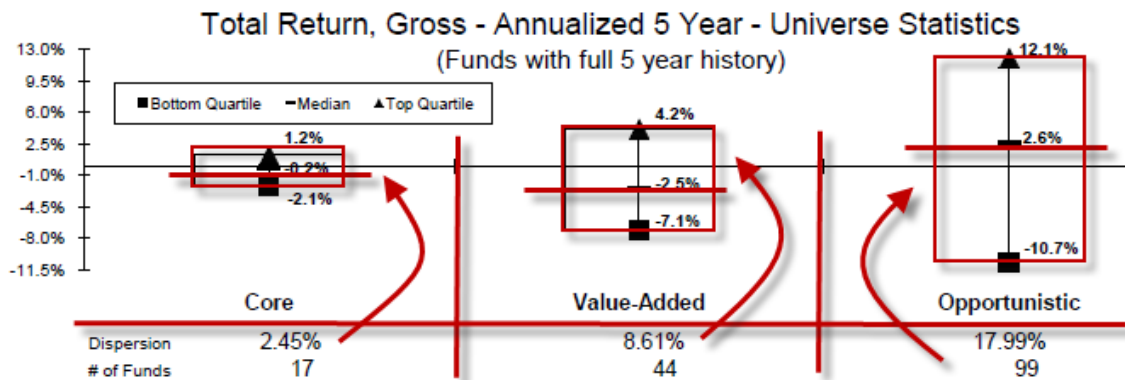 Total Return, Gross - Annualized 5 Year - Universe Statistics
(Funds with full 5 year history)
13.0%
9.5%
6.0%
2.5%
-1.0%
-4.5%
-8.0%
-11.5%
Bottom Quartile Median Top Quartile
1.2%
-0.2%
-2.1%
4.2%
-2.5%
-7.1%
12.1%
2.6%
-10.7%
Core Value-Added Opportunistic
Dispersion 2.45% 8.61% 17.99%
# of Funds 17 44 99